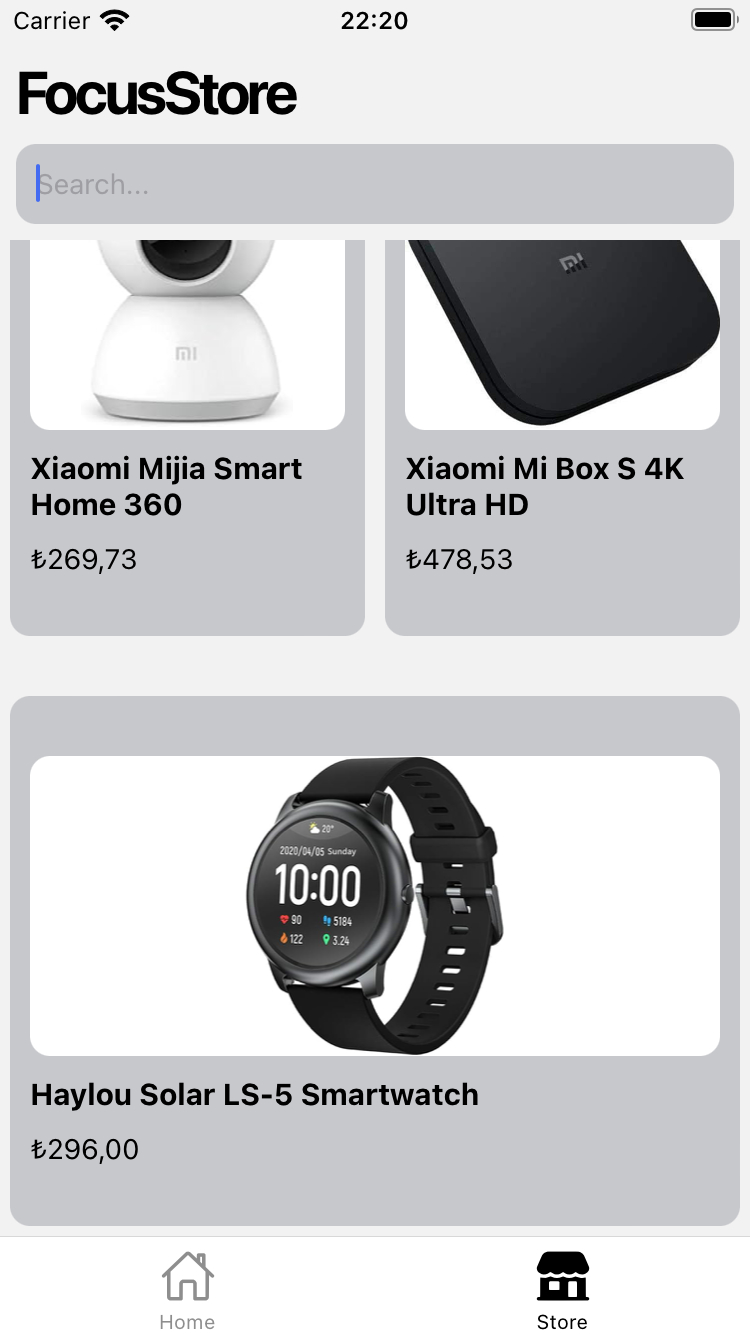 Carrier 22:20
FocusStore
Search...
mi mi
Xiaomi Mijia Smart
Home 360
₺269,73
Xiaomi Mi Box S 4K
Ultra HD
₺478,53
20°
2020/04/05 Sunday
10:00
90 5184
122 3.24
Haylou Solar LS-5 Smartwatch
₺296,00
Home Store